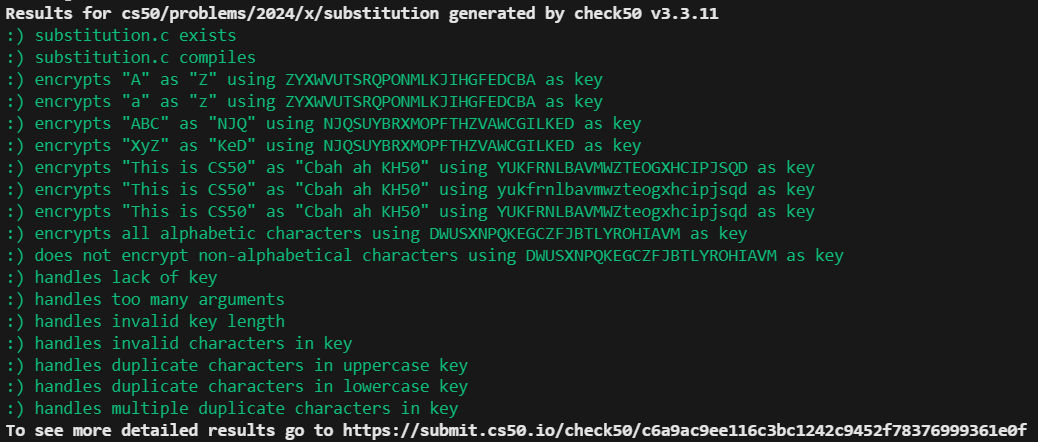 Results for cs50/problems/2024/x/substitution generated by check50 v3.3.11
:) substitution.c exists
:) substitution.c compiles
:) encrypts "A" as "Z" using ZYXWVUTSRQPONMLKJIHGFEDCBA as key
:) encrypts "a" as "z" using ZYXWVUTSRQPONMLKJIHGFEDCBA as key
:) encrypts "ABC" as "NJQ" using NJQSUYBRXMOPFTHZVAWCGILKED as key
:) encrypts "XyZ" as "KeD" using NJQSUYBRXMOPFTHZVAWCGILKED as key
:) encrypts "This is CS50" as "Cbah ah KH50" using YUKFRNLBAVMWZTEOGXHCIPJSQD as key
:) encrypts "This is CS50" as "Cbah ah KH50" using yukfrnlbavmwzteogxhcipjsqd as key
:) encrypts "This is CS50" as "Cbah ah KH50" using YUKFRNLBAVMWZteogxhcipjsqd as key
:) encrypts all alphabetic characters using DWUSXNPQKEGCZFJBTLYROHIAVM as key
:) does not encrypt non-alphabetical characters using DWUSXNPQKEGCZFJBTLYROHIAVM as key
:) handles lack of key
:) handles too many arguments
:) handles invalid key length
:) handles invalid characters in key
:) handles duplicate characters in uppercase key
:) handles duplicate characters in lowercase key
:) handles multiple duplicate characters in key
To see more detailed results go to https://submit.cs50.io/check50/c6a9ac9ee116c3bc1242c9452f78376999361e0f